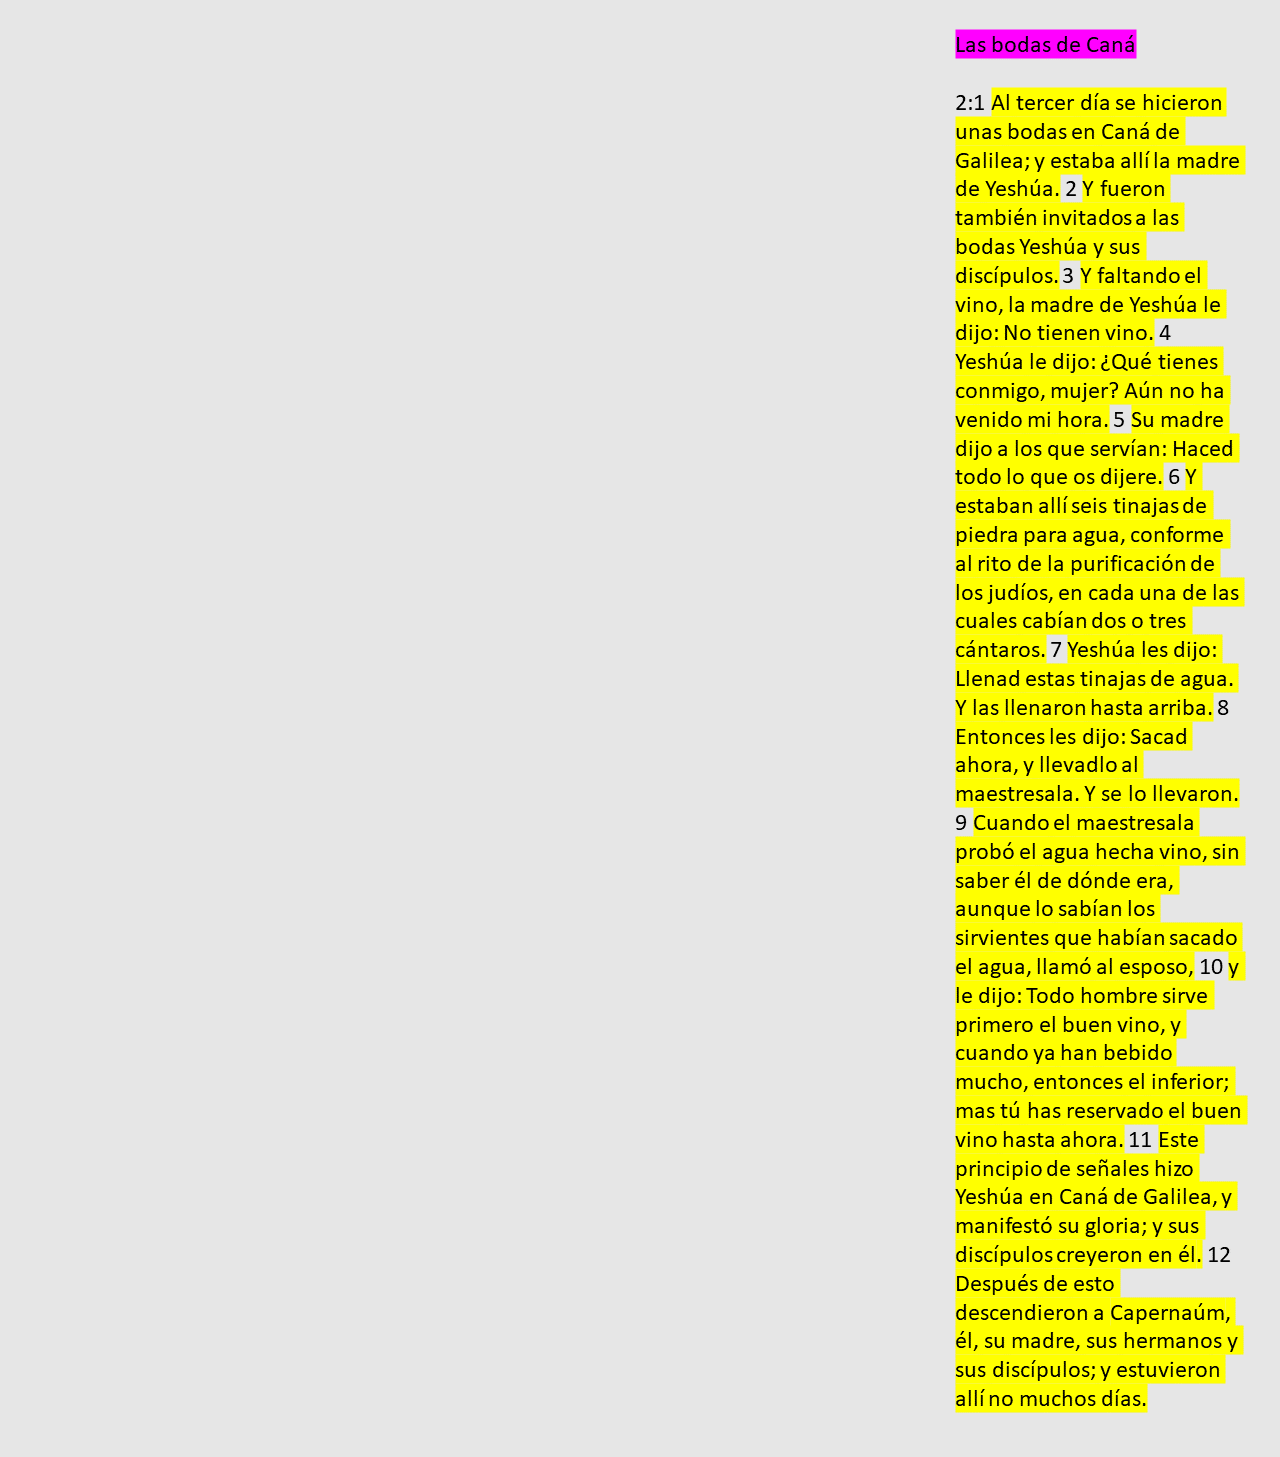 Las bodas de Caná
2:1 Al tercer día se hicieron
unas bodas en Caná de
Galilea; y estaba allí la madre
de Yeshúa. 2 Y fueron
también invitados a las
bodas Yeshúa y sus
discípulos. 3 Y faltando el
vino, la madre de Yeshúa le
dijo: No tienen vino. 4
Yeshúa le dijo: ¿Qué tienes
conmigo, mujer? Aún no ha
venido mi hora. 5 Su madre
dijo a los que servían: Haced
todo lo que os dijere. 6 Y
estaban allí seis tinajas de
piedra para agua, conforme
al rito de la purificación de
los judíos, en cada una de las
cuales cabían dos o tres
cántaros. 7 Yeshúa les dijo:
Llenad estas tinajas de agua.
Y las llenaron hasta arriba. 8
Entonces les dijo: Sacad
ahora, y llevadlo al
maestresala. Y se lo llevaron.
9 Cuando el maestresala
probó el agua hecha vino, sin
saber él de dónde era,
aunque lo sabían los
sirvientes que habían sacado
el agua, llamó al esposo, 10 y
le dijo: Todo hombre sirve
primero el buen vino, y
cuando ya han bebido
mucho, entonces el inferior;
mas tú has reservado el buen
vino hasta ahora. 11 Este
principio de señales hizo
Yeshúa en Caná de Galilea, y
manifestó su gloria; y sus
discípulos creyeron en él. 12
Después de esto
descendieron a Capernaúm,
él, su madre, sus hermanos y
sus discípulos; y estuvieron
allí no muchos días.